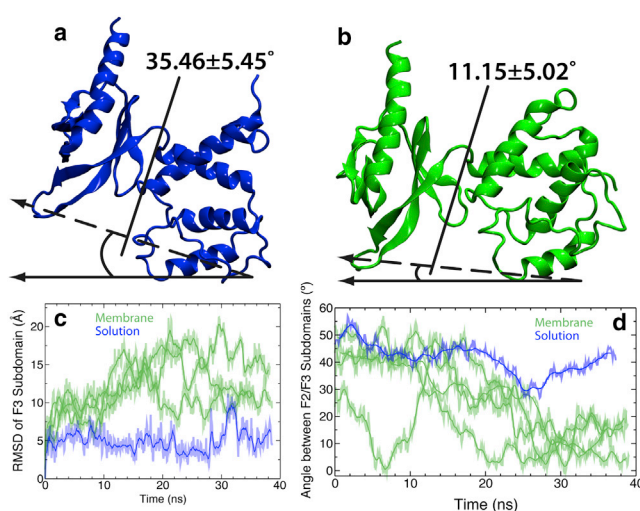 a
35.46±5.45°
b
11.15±5.02°
c
Membrane
Solution
RMSD of F3 Subdomain (Å)
20
15
10
5
0
0 10 20 30 40
Time (ns)
d
Membrane
Solution
Angle between F2/F3 Subdomains (°)
60
50
40
30
20
10
0
0 10 20 30 40
Time (ns)